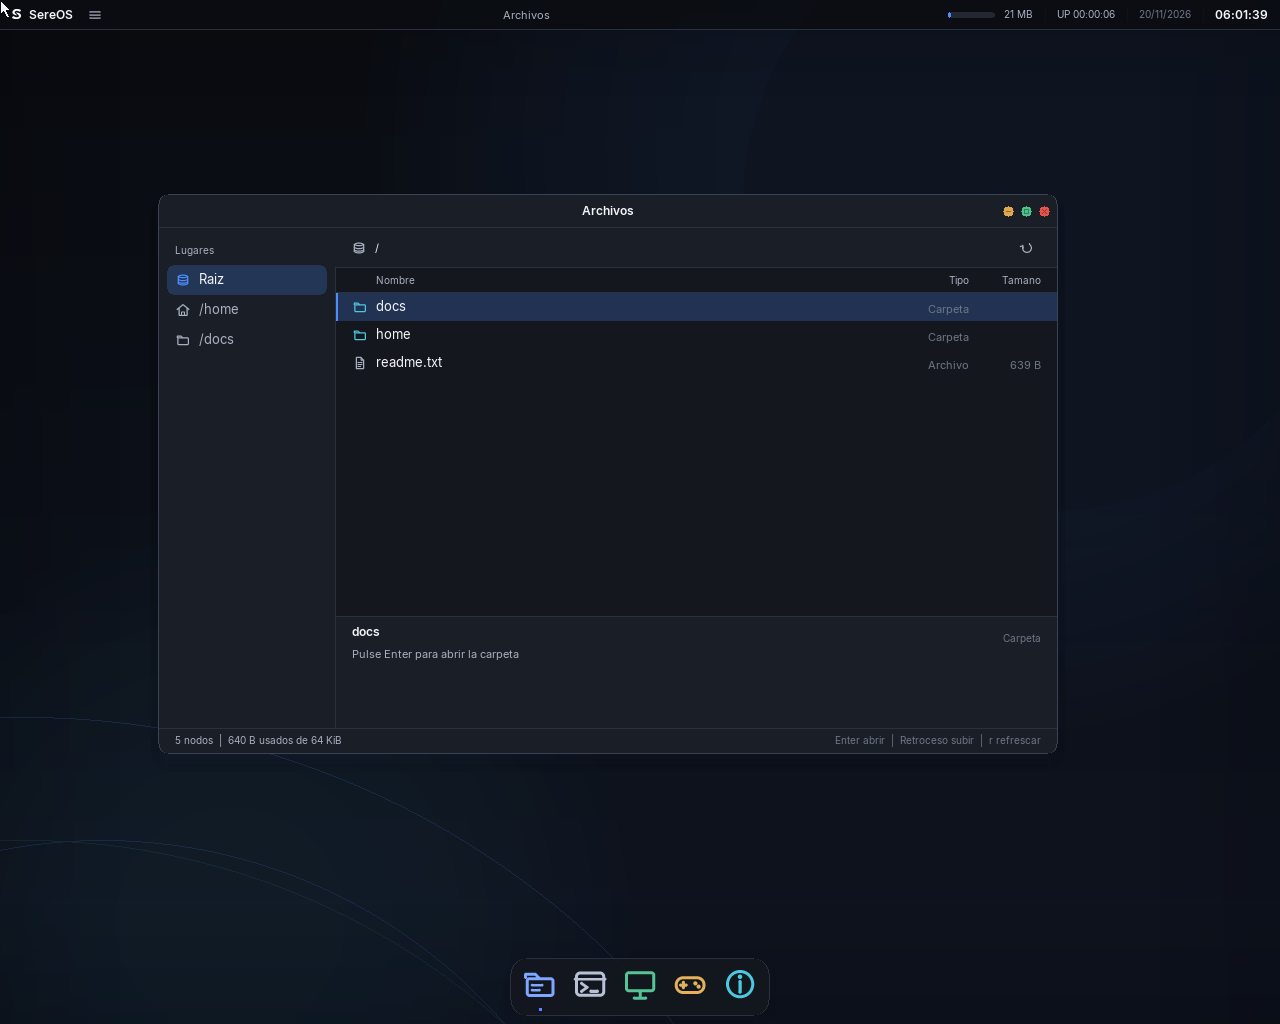 S SereOS Archivos 21 MB UP 00:00:06 20/11/2026 06:01:39
Archivos
Lugares
/
Raiz
/home
/docs
Nombre Tipo Tamano
docs Carpeta
home Carpeta
readme.txt Archivo 639 B
docs Carpeta
Pulse Enter para abrir la carpeta
5 nodos | 640 B usados de 64 KiB Enter abrir | Retroceso subir | r refrescar